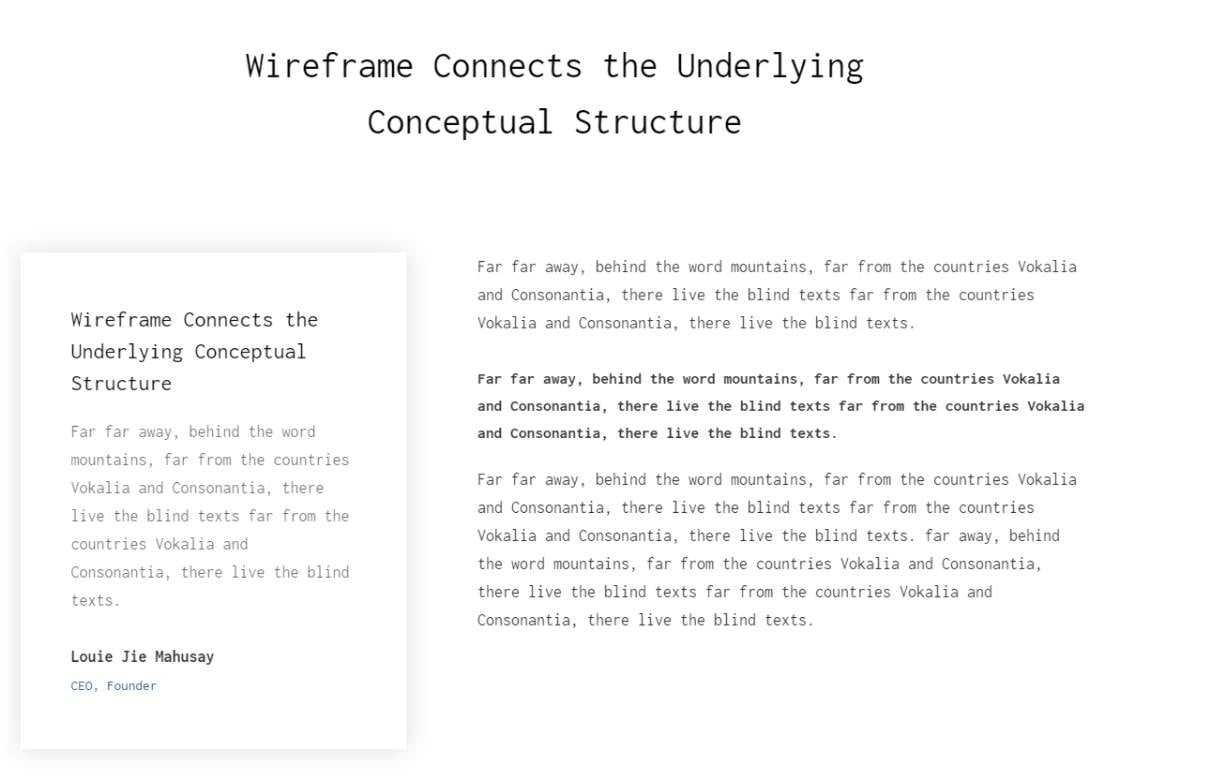 Wireframe Connects the Underlying
Conceptual Structure
Wireframe Connects the
Underlying Conceptual
Structure
Far far away, behind the word
mountains, far from the countries
Vokalia and Consonantia, there
live the blind texts far from the
countries Vokalia and
Consonantia, there live the blind
texts.
Louie Jie Mahusay
CEO, Founder
Far far away, behind the word mountains, far from the countries Vokalia
and Consonantia, there live the blind texts far from the countries
Vokalia and Consonantia, there live the blind texts.
Far far away, behind the word mountains, far from the countries Vokalia
and Consonantia, there live the blind texts far from the countries Vokalia
and Consonantia, there live the blind texts.
Far far away, behind the word mountains, far from the countries Vokalia
and Consonantia, there live the blind texts far from the countries
Vokalia and Consonantia, there live the blind texts. far away, behind
the word mountains, far from the countries Vokalia and Consonantia,
there live the blind texts far from the countries Vokalia and
Consonantia, there live the blind texts.